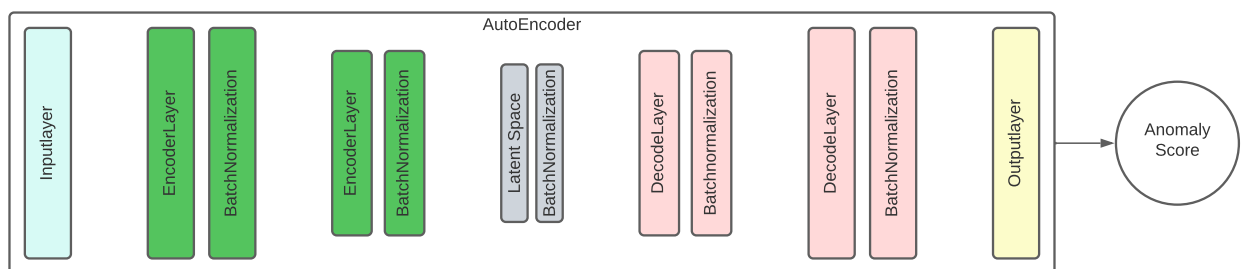 AutoEncoder
Inputlayer
EncoderLayer
BatchNormalization
EncoderLayer
BatchNormalization
Latent Space
BatchNormalization
DecodeLayer
Batchnormalization
DecodeLayer
BatchNormalization
Outputlayer
Anomaly
Score